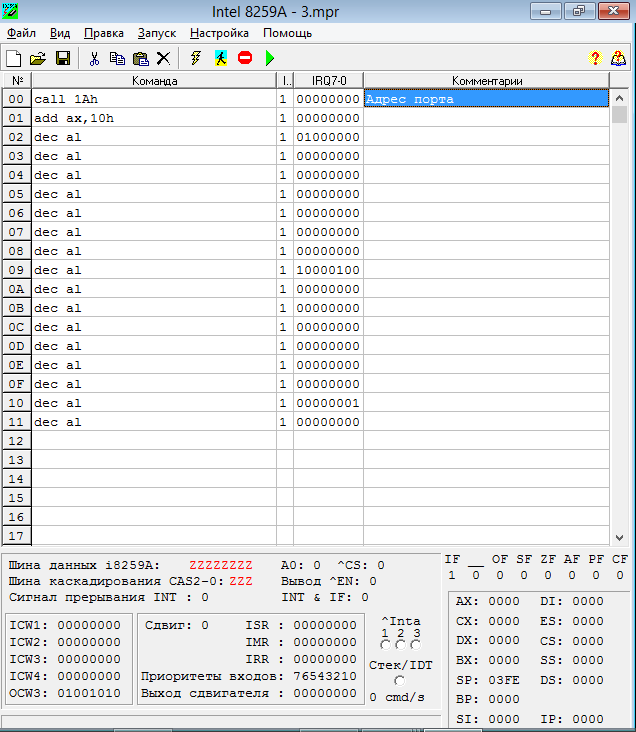 Intel 8259A - 3.mpr
Файл Вид Правка Запуск Настройка Помощь
№ Команда I.. IRQ7-0 Комментарии
00 call 1Ah 1 00000000 Адрес порта
01 add ax,10h 1 00000000
02 dec al 1 01000000
03 dec al 1 00000000
04 dec al 1 00000000
05 dec al 1 00000000
06 dec al 1 00000000
07 dec al 1 00000000
08 dec al 1 00000000
09 dec al 1 10000100
0A dec al 1 00000000
0B dec al 1 00000000
0C dec al 1 00000000
0D dec al 1 00000000
0E dec al 1 00000000
0F dec al 1 00000000
10 dec al 1 00000001
11 dec al 1 00000000
12
13
14
15
16
17
Шина данных i8259A: ZZZZZZZZ A0: 0 ^CS: 0
Шина каскадирования CAS2-0: ZZZ Вывод ^EN: 0
Сигнал прерывания INT : 0 INT & IF: 0
ICW1: 00000000
ICW2: 00000000
ICW3: 00000000
ICW4: 00000000
OCW3: 01001010
Сдвиг: 0 ISR : 00000000
IMR : 00000000
IRR : 00000000
Приоритеты входов: 76543210
Выход сдвигателя : 00000000
^Inta
1 2 3
Стек/IDT
0 cmd/s
IF __ OF SF ZF AF PF CF
1 0 0 0 0 0 0 0
AX: 0000 DI: 0000
CX: 0000 ES: 0000
DX: 0000 CS: 0000
BX: 0000 SS: 0000
SP: 03FE DS: 0000
BP: 0000
SI: 0000 IP: 0000